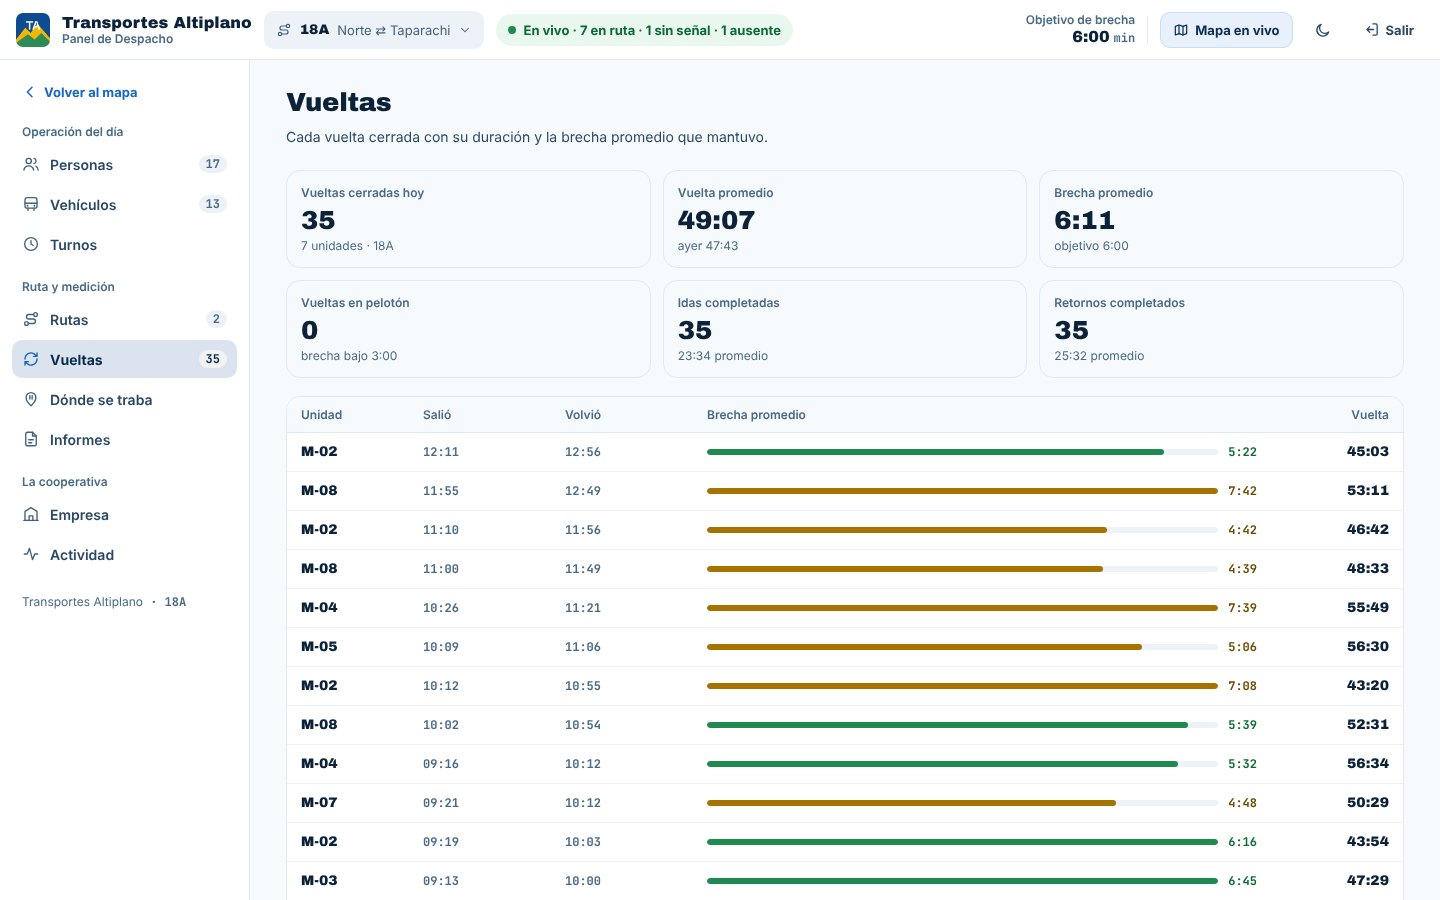 TA
Transportes Altiplano
Panel de Despacho
18A Norte ⇄ Taparachi
En vivo · 7 en ruta · 1 sin señal · 1 ausente
Objetivo de brecha
6:00 min
Mapa en vivo
Salir
Volver al mapa
Operación del día
Personas 17
Vehículos 13
Turnos
Ruta y medición
Rutas 2
Vueltas 35
Dónde se traba
Informes
La cooperativa
Empresa
Actividad
Transportes Altiplano · 18A
Vueltas
Cada vuelta cerrada con su duración y la brecha promedio que mantuvo.
Vueltas cerradas hoy
35
7 unidades · 18A
Vuelta promedio
49:07
ayer 47:43
Brecha promedio
6:11
objetivo 6:00
Vueltas en pelotón
0
brecha bajo 3:00
Idas completadas
35
23:34 promedio
Retornos completados
35
25:32 promedio
Unidad Salió Volvió Brecha promedio Vuelta
M-02 12:11 12:56 5:22 45:03
M-08 11:55 12:49 7:42 53:11
M-02 11:10 11:56 4:42 46:42
M-08 11:00 11:49 4:39 48:33
M-04 10:26 11:21 7:39 55:49
M-05 10:09 11:06 5:06 56:30
M-02 10:12 10:55 7:08 43:20
M-08 10:02 10:54 5:39 52:31
M-04 09:16 10:12 5:32 56:34
M-07 09:21 10:12 4:48 50:29
M-02 09:19 10:03 6:16 43:54
M-03 09:13 10:00 6:45 47:29